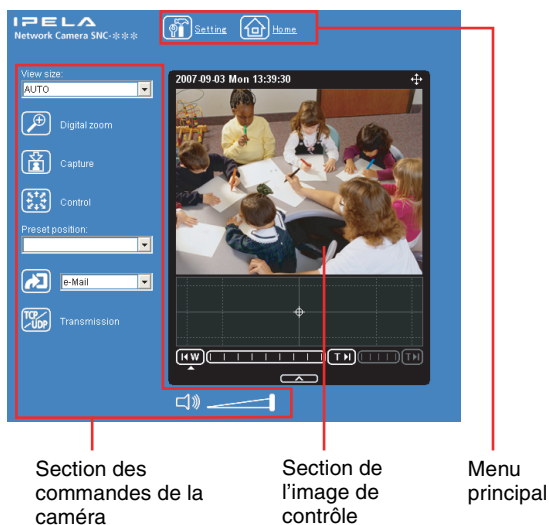 IPELA
Network Camera SNC-✻✻✻
Setting
Home
View size:
AUTO
Digital zoom
Capture
Control
Preset position:
e-Mail
TCP/UDP
Transmission
2007-09-03 Mon 13:39:30
W
T
T
Section des
commandes de la
caméra
Section de
l'image de
contrôle
Menu
principal